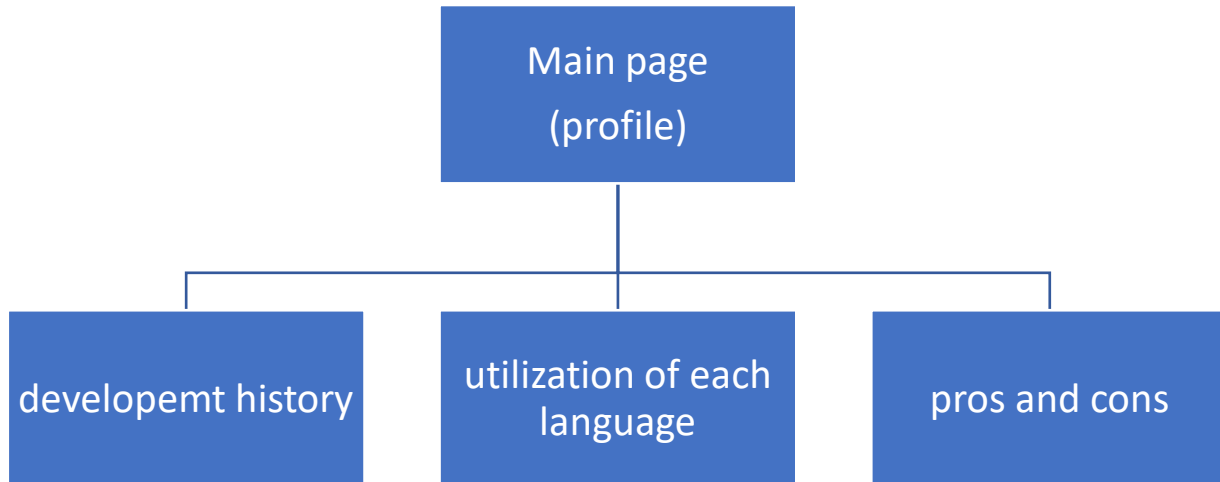 Main page
(profile)
developemt history
utilization of each
language
pros and cons